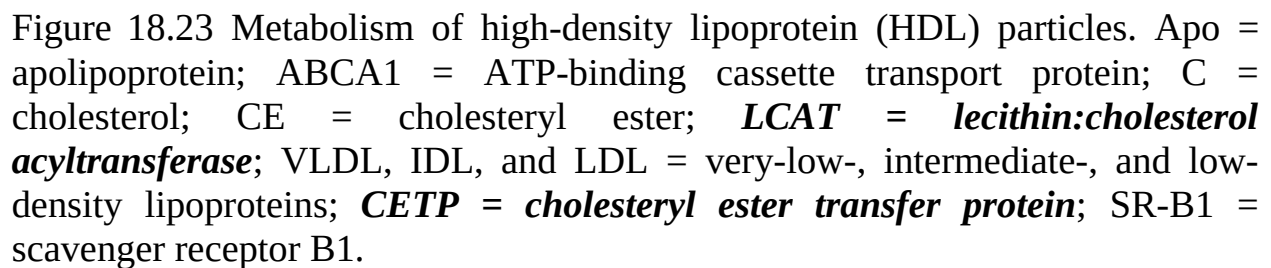 Figure 18.23 Metabolism of high-density lipoprotein (HDL) particles. Apo =
apolipoprotein; ABCA1 = ATP-binding cassette transport protein; C =
cholesterol; CE = cholesteryl ester; LCAT = lecithin:cholesterol
acyltransferase; VLDL, IDL, and LDL = very-low-, intermediate-, and low-
density lipoproteins; CETP = cholesteryl ester transfer protein; SR-B1 =
scavenger receptor B1.